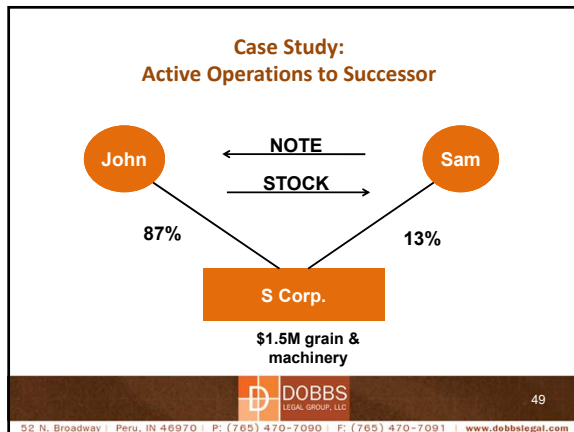 Case Study:
Active Operations to Successor
NOTE
John
Sam
STOCK
87%
13%
S Corp.
$1.5M grain &
machinery
D DOBBS
LEGAL GROUP, LLC
49
52 N. Broadway | Peru, IN 46970 | P: (765) 470-7090 | F: (765) 470-7091 | www.dobbslegal.com